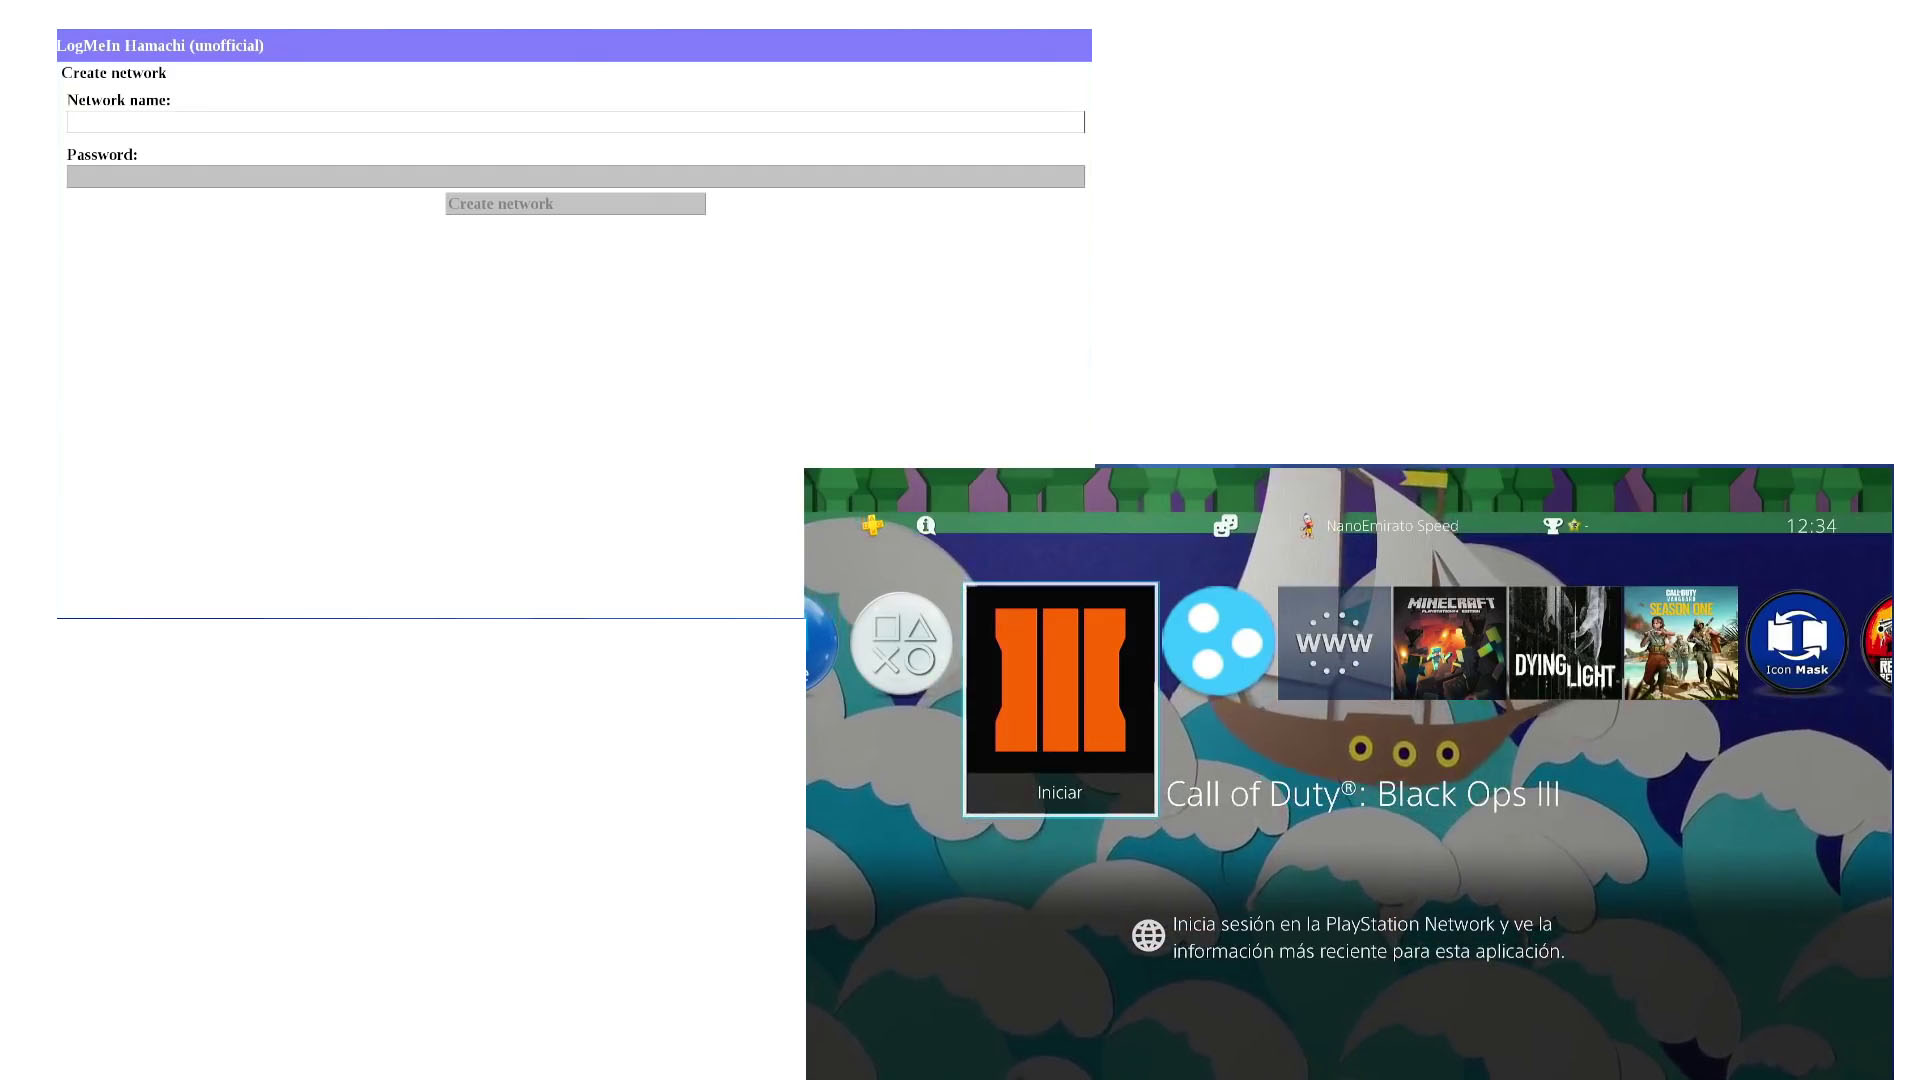 LogMeIn Hamachi (unofficial)
Create network
Network name:
Password:
Create network
NanoEmirato Speed
-
12:34
WWW
MINECRAFT
DYING LIGHT
CALL OF DUTY
VANGUARD
SEASON ONE
Icon Mask
Iniciar
Call of Duty®: Black Ops III
Inicia sesión en la PlayStation Network y ve la
información más reciente para esta aplicación.